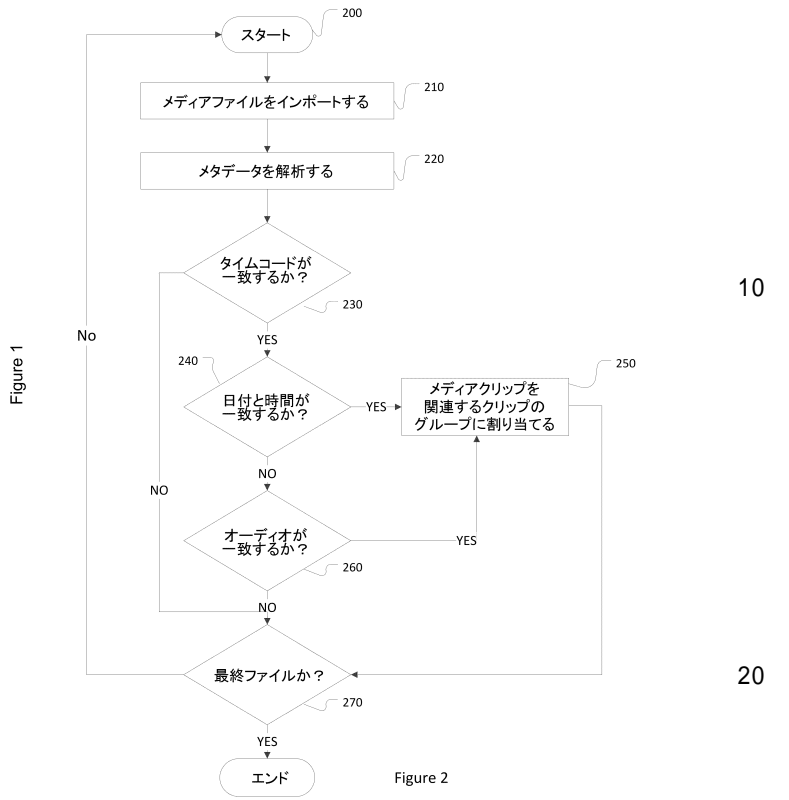 スタート
200
メディアファイルをインポートする
210
メタデータを解析する
220
タイムコードが
一致するか？
230
YES
10
No
Figure 1
240
日付と時間が
一致するか？
YES
250
メディアクリップを
関連するクリップの
グループに割り当てる
NO
NO
オーディオが
一致するか？
YES
260
NO
最終ファイルか？
20
270
YES
エンド
Figure 2